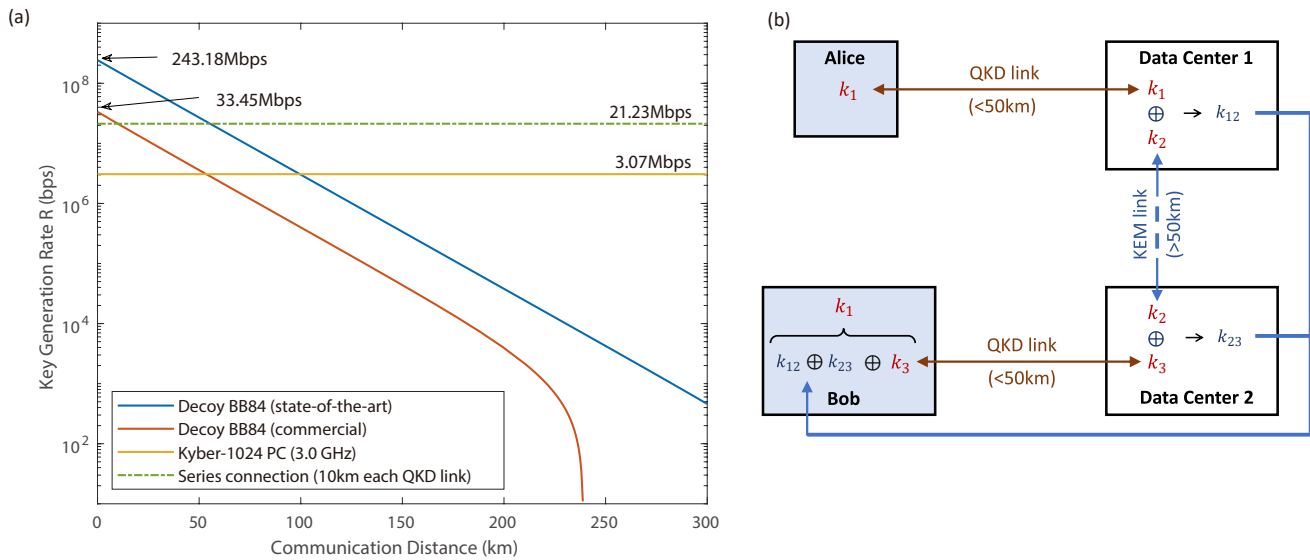 (a)
243.18Mbps
33.45Mbps
21.23Mbps
3.07Mbps
Key Generation Rate R (bps)
10^8
10^6
10^4
10^2
Decoy BB84 (state-of-the-art)
Decoy BB84 (commercial)
Kyber-1024 PC (3.0 GHz)
Series connection (10km each QKD link)
0 50 100 150 200 250 300
Communication Distance (km)
(b)
Alice
k₁
QKD link
(<50km)
Data Center 1
k₁
⊕ → k₁₂
k₂
KEM link
(>50km)
k₁
k₁₂ ⊕ k₂₃ ⊕ k₃
Bob
QKD link
(<50km)
k₂
⊕ → k₂₃
k₃
Data Center 2